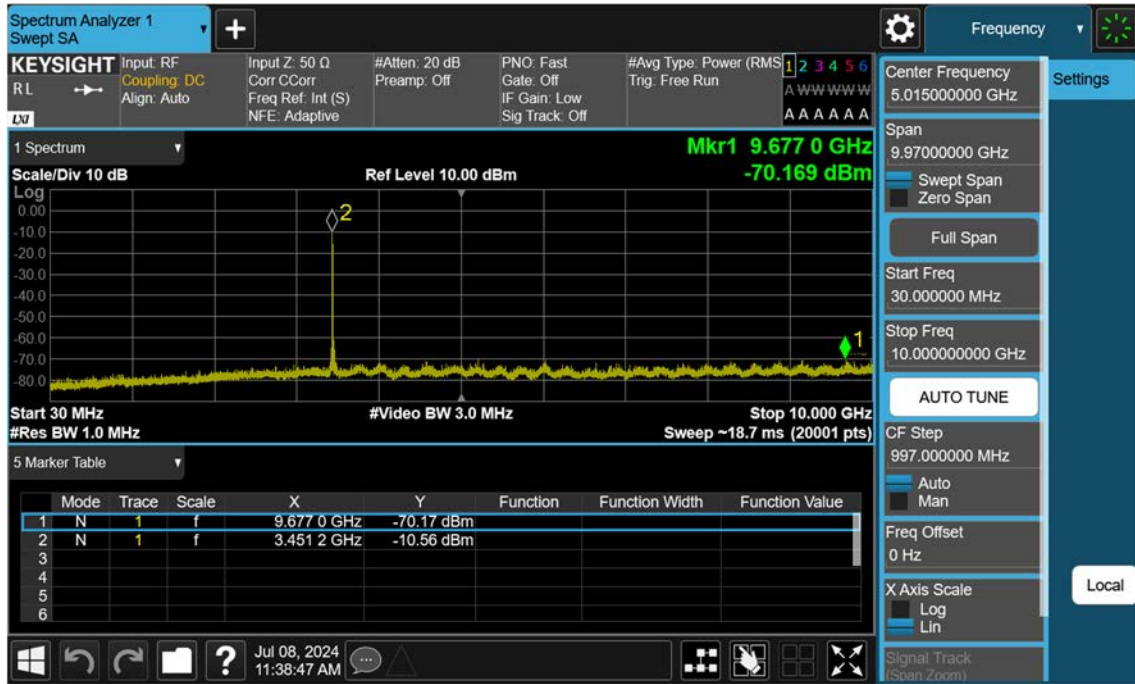 Spectrum Analyzer 1
Swept SA
+
Frequency
KEYSIGHT
RL
LXI
Input: RF
Coupling: DC
Align: Auto
Input Z: 50 Ω
Corr CCorr
Freq Ref: Int (S)
NFE: Adaptive
#Atten: 20 dB
Preamp: Off
PNO: Fast
Gate: Off
IF Gain: Low
Sig Track: Off
#Avg Type: Power (RMS
Trig: Free Run
1 2 3 4 5 6
A W W W W W
A A A A A A
1 Spectrum
Mkr1 9.677 0 GHz
-70.169 dBm
Scale/Div 10 dB
Ref Level 10.00 dBm
Log
0.00
-10.0
-20.0
-30.0
-40.0
-50.0
-60.0
-70.0
-80.0
2
1
Start 30 MHz
#Video BW 3.0 MHz
Stop 10.000 GHz
#Res BW 1.0 MHz
Sweep ~18.7 ms (20001 pts)
5 Marker Table
Mode Trace Scale X Y Function Function Width Function Value
1 N 1 f 9.677 0 GHz -70.17 dBm
2 N 1 f 3.451 2 GHz -10.56 dBm
3
4
5
6
Jul 08, 2024
11:38:47 AM
?
Center Frequency
5.015000000 GHz
Span
9.97000000 GHz
Swept Span
Zero Span
Full Span
Start Freq
30.000000 MHz
Stop Freq
10.000000000 GHz
AUTO TUNE
CF Step
997.000000 MHz
Auto
Man
Freq Offset
0 Hz
X Axis Scale
Log
Lin
Signal Track
(Span Zoom)
Settings
Local